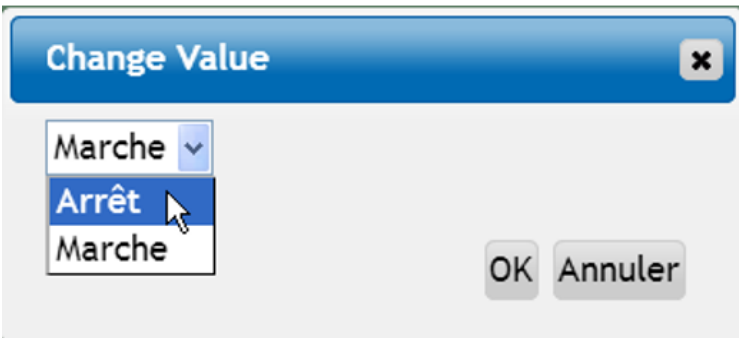 Change Value
Marche
Arrêt
Marche
OK Annuler